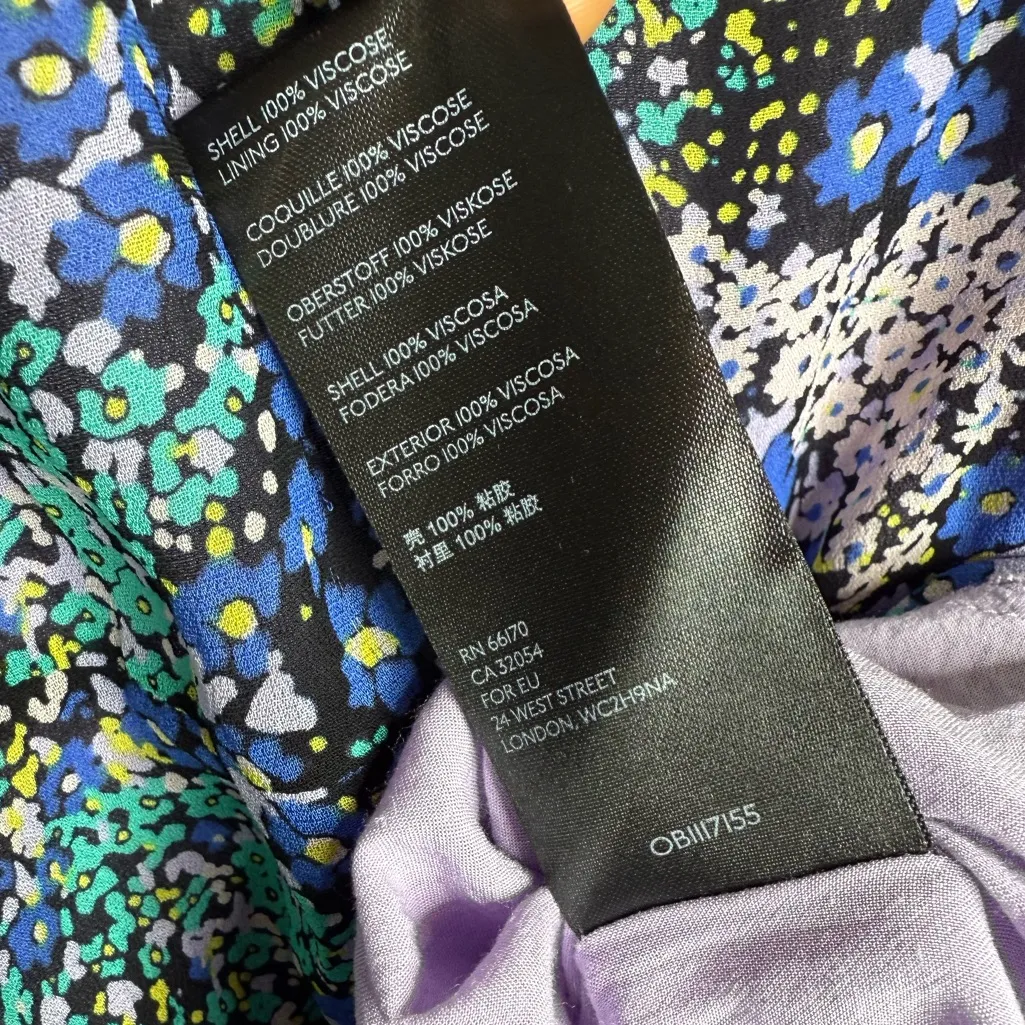 SHELL 100% VISCOSE
LINING 100% VISCOSE
COQUILLE 100% VISCOSE
DOUBLURE 100% VISCOSE
OBERSTOFF 100% VISKOSE
FUTTER 100% VISKOSE
SHELL 100% VISCOSA
FODERA 100% VISCOSA
EXTERIOR 100% VISCOSA
FORRO 100% VISCOSA
壳 100% 粘胶
衬里 100% 粘胶
RN 66170
CA 32054
FOR EU
24 WEST STREET
LONDON, WC2H9NA
OB1117155